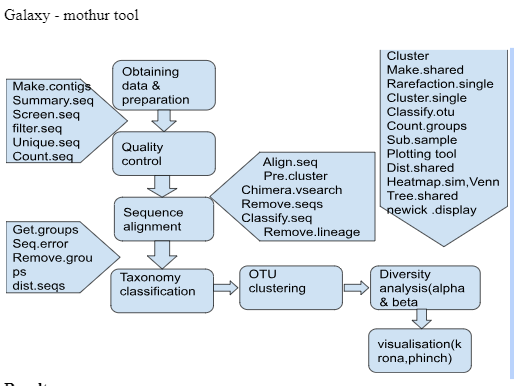 Galaxy - mothur tool
Make.contigs
Summary.seq
Screen.seq
filter.seq
Unique.seq
Count.seq
Obtaining
data &
preparation
Quality
control
Sequence
alignment
Align.seq
Pre.cluster
Chimera.vsearch
Remove.seqs
Classify.seq
Remove.lineage
Cluster
Make.shared
Rarefaction.single
Cluster.single
Classify.otu
Count.groups
Sub.sample
Plotting tool
Dist.shared
Heatmap.sim,Venn
Tree.shared
newick .display
Get.groups
Seq.error
Remove.grou
ps
dist.seqs
Taxonomy
classification
OTU
clustering
Diversity
analysis(alpha
& beta
visualisation(k
rona,phinch)